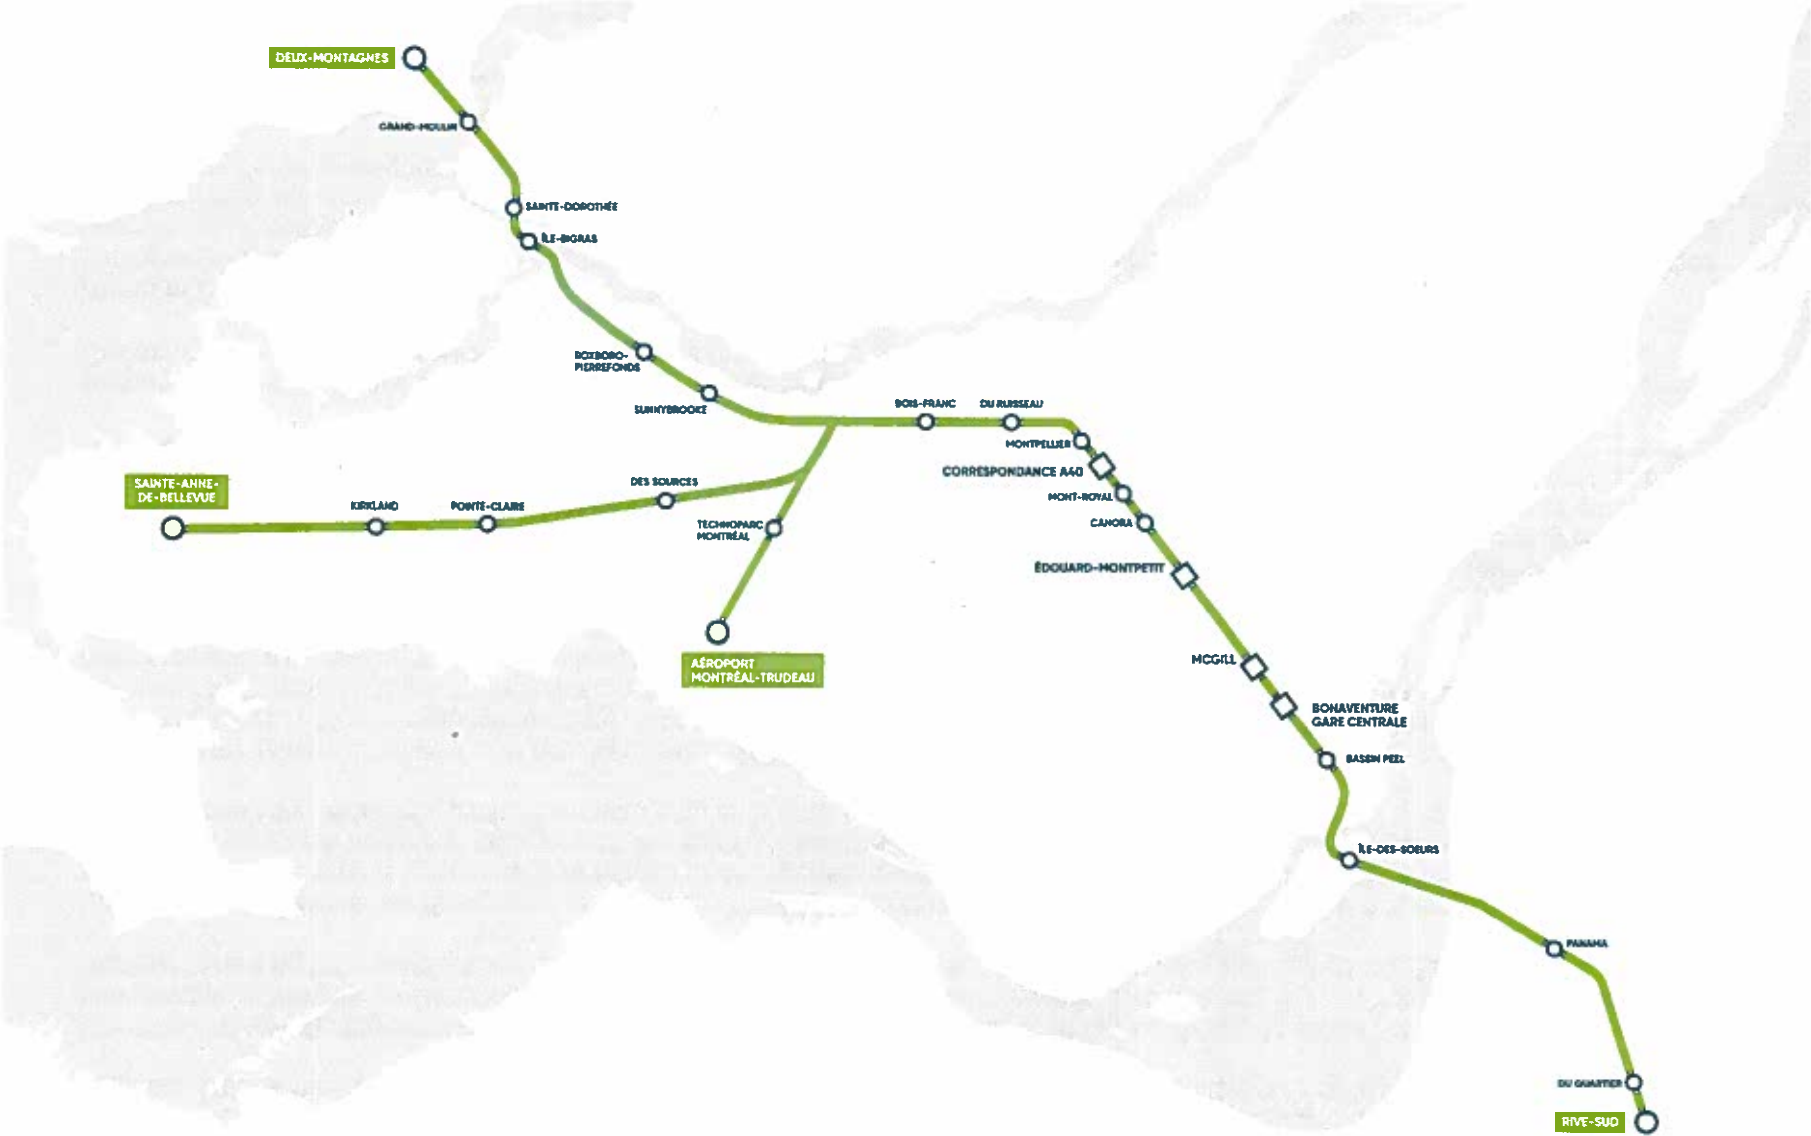 DEUX-MONTAGNES
GRAND-MOULIN
SAINTE-DOROTHÉE
ÎLE-BIGRAS
ROXBORO-
PIERREFONDS
SUNNYBROOKE
BOIS-FRANC
DU RUISSEAU
MONTPELLIER
CORRESPONDANCE A40
MONT-ROYAL
CANORA
ÉDOUARD-MONTPETIT
SAINTE-ANNE-
DE-BELLEVUE
KIRKLAND
POINTE-CLAIRE
DES SOURCES
TECHNOPARC
MONTRÉAL
AÉROPORT
MONTRÉAL-TRUDEAU
MCGILL
BONAVENTURE
GARE CENTRALE
BASSIN PEEL
ÎLE-DES-SOEURS
PANAMA
DU QUARTIER
RIVE-SUD